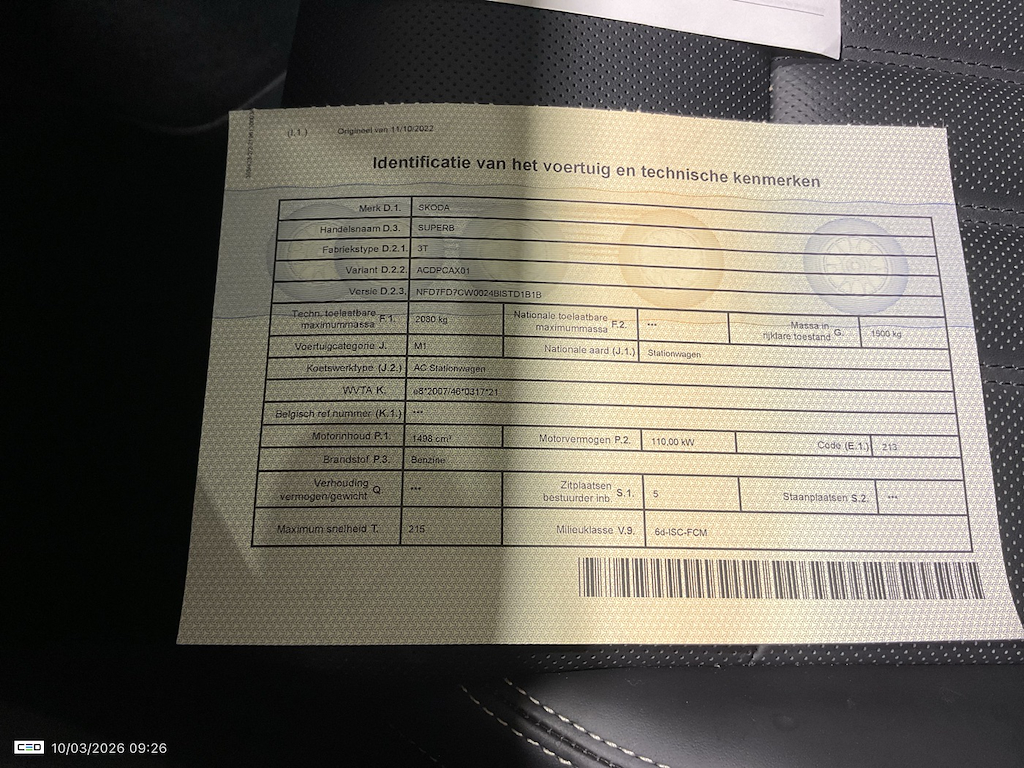 (I.1.) Origineel van 11/10/2022
Identificatie van het voertuig en technische kenmerken
Merk D.1. SKODA
Handelsnaam D.3. SUPERB
Fabriekstype D.2.1. 3T
Variant D.2.2. ACDPCAX01
Versie D.2.3. NFD7FD7CW0024BISTD1B1B
Techn. toelaatbare maximummassa F.1. 2080 kg Nationale toelaatbare maximummassa F.2. *** Massa in rijklare toestand G. 1500 kg
Voertuigcategorie J. M1 Nationale aard (J.1.) Stationwagen
Koetswerktype (J.2.) AC Stationwagen
WVTA K. e8*2007/46*0317*21
Belgisch ref nummer (K.1.) ***
Motorinhoud P.1. 1498 cm³ Motorvermogen P.2. 110,00 kW Code (E.1.) 213
Brandstof P.3. Benzine
Verhouding vermogen/gewicht Q. *** Zitplaatsen bestuurder inb. S.1. 5 Staanplaatsen S.2. ***
Maximum snelheid T. 215 Milieuklasse V.9. 6d-ISC-FCM
CEO 10/03/2026 09:26